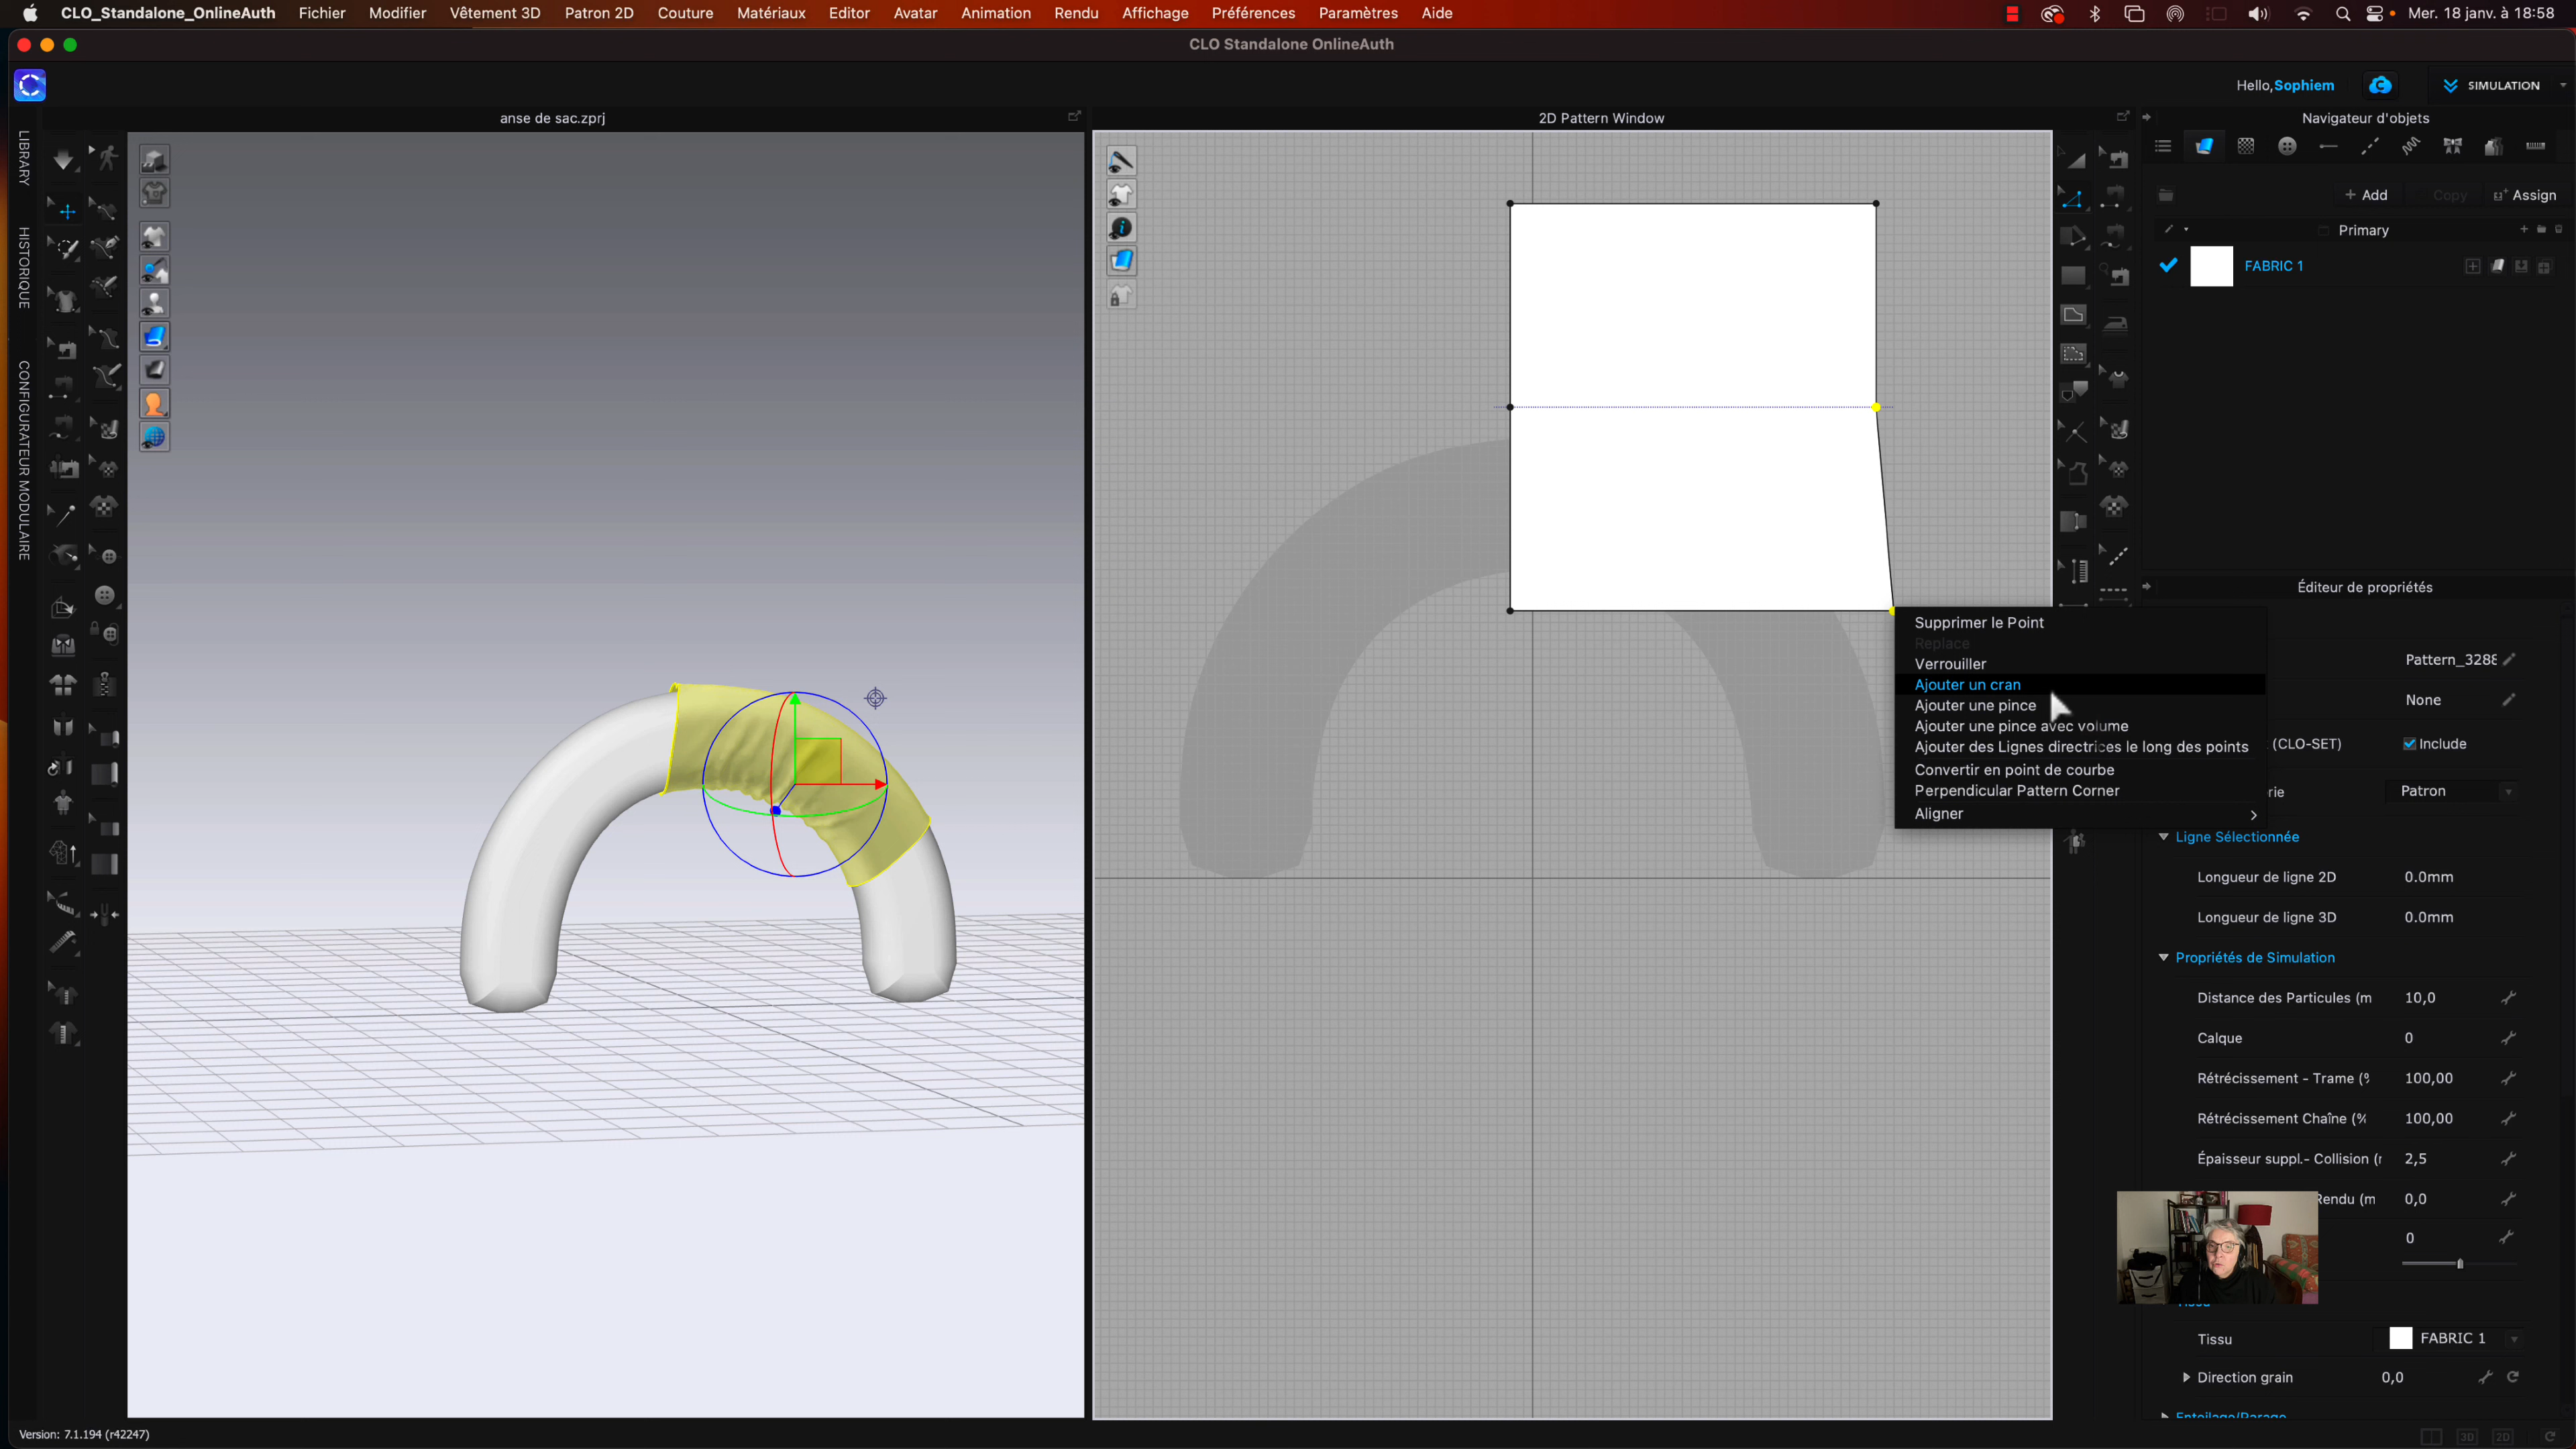 CLO_Standalone_OnlineAuth Fichier Modifier Vêtement 3D Patron 2D Couture Matériaux Editor Avatar Animation Rendu Affichage Préférences Paramètres Aide Mer. 18 janv. à 18:58
CLO Standalone OnlineAuth
Hello, Sophiem SIMULATION
anse de sac.zprj
2D Pattern Window
Navigateur d'objets
LIBRARY
HISTORIQUE
CONFIGURATEUR MODULAIRE
+ Add Copy Assign
Primary
FABRIC 1
Éditeur de propriétés
Supprimer le Point
Replace
Verrouiller
Ajouter un cran
Ajouter une pince
Ajouter une pince avec volume
Ajouter des Lignes directrices le long des points
Convertir en point de courbe
Perpendicular Pattern Corner
Aligner
Pattern_3288
None
(CLO-SET) Include
rie Patron
Ligne Sélectionnée
Longueur de ligne 2D 0.0mm
Longueur de ligne 3D 0.0mm
Propriétés de Simulation
Distance des Particules (m 10,0
Calque 0
Rétrécissement - Trame (% 100,00
Rétrécissement Chaîne (% 100,00
Épaisseur suppl.- Collision (r 2,5
Rendu (m 0,0
0
Tissu
Tissu FABRIC 1
Direction grain 0,0
Version: 7.1.194 (r42247)
3D 2D